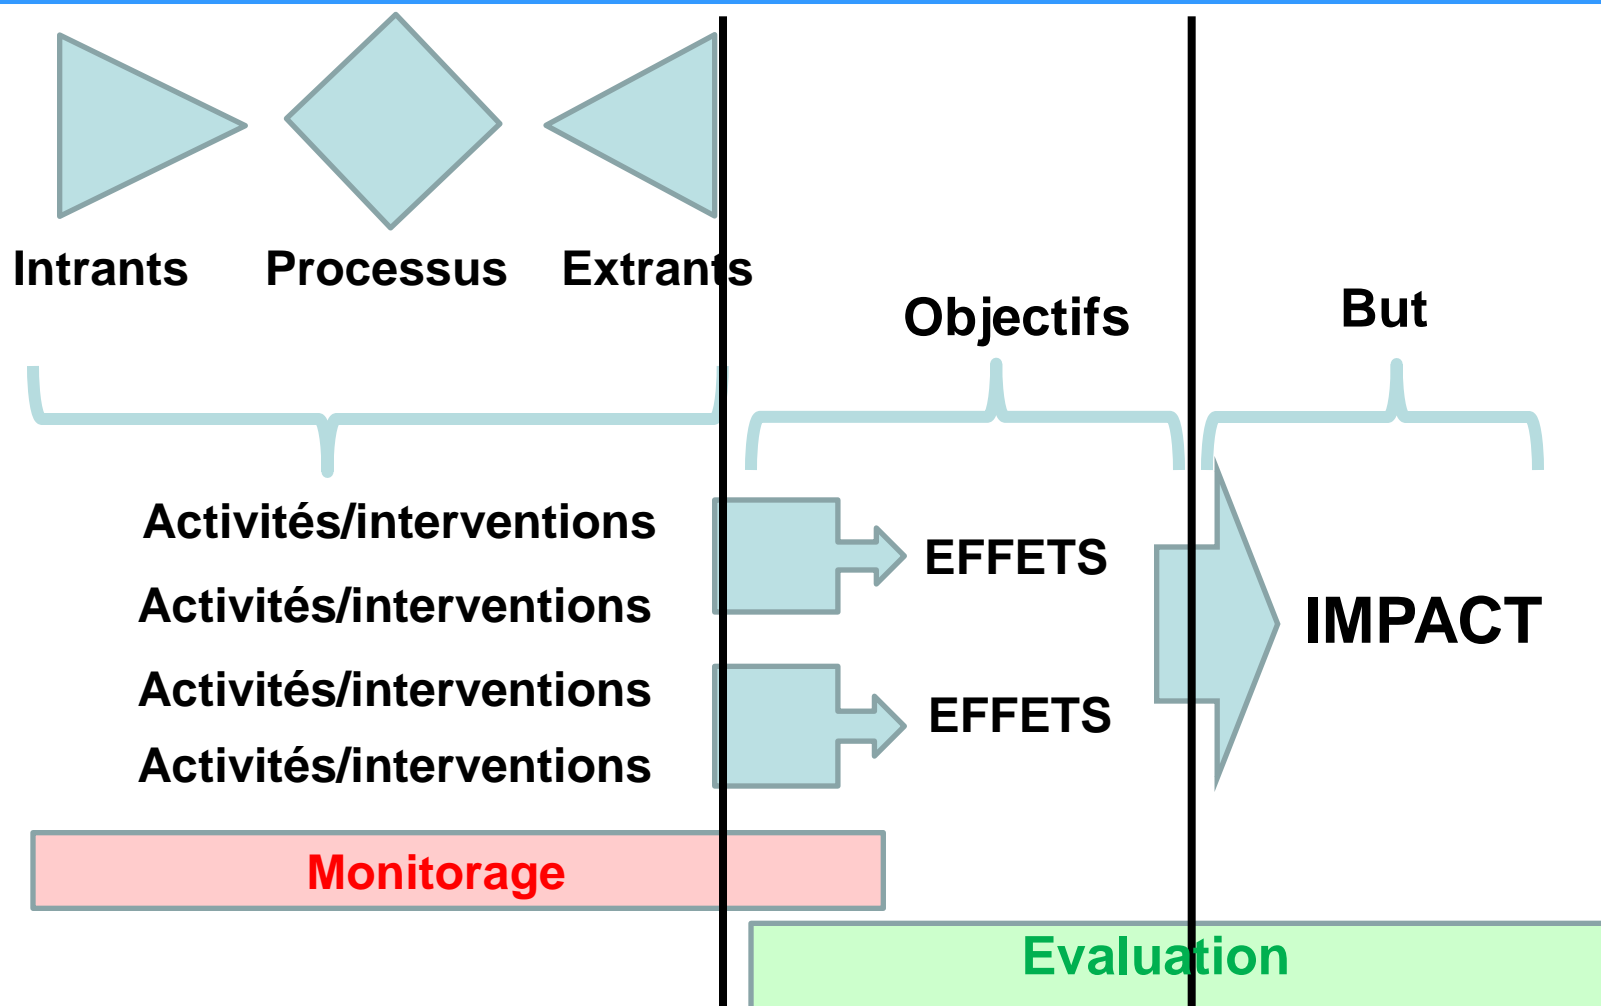 Intrants
Processus
Extrants
Objectifs
But
Activités/interventions
Activités/interventions
Activités/interventions
Activités/interventions
EFFETS
EFFETS
IMPACT
Monitorage
Evaluation